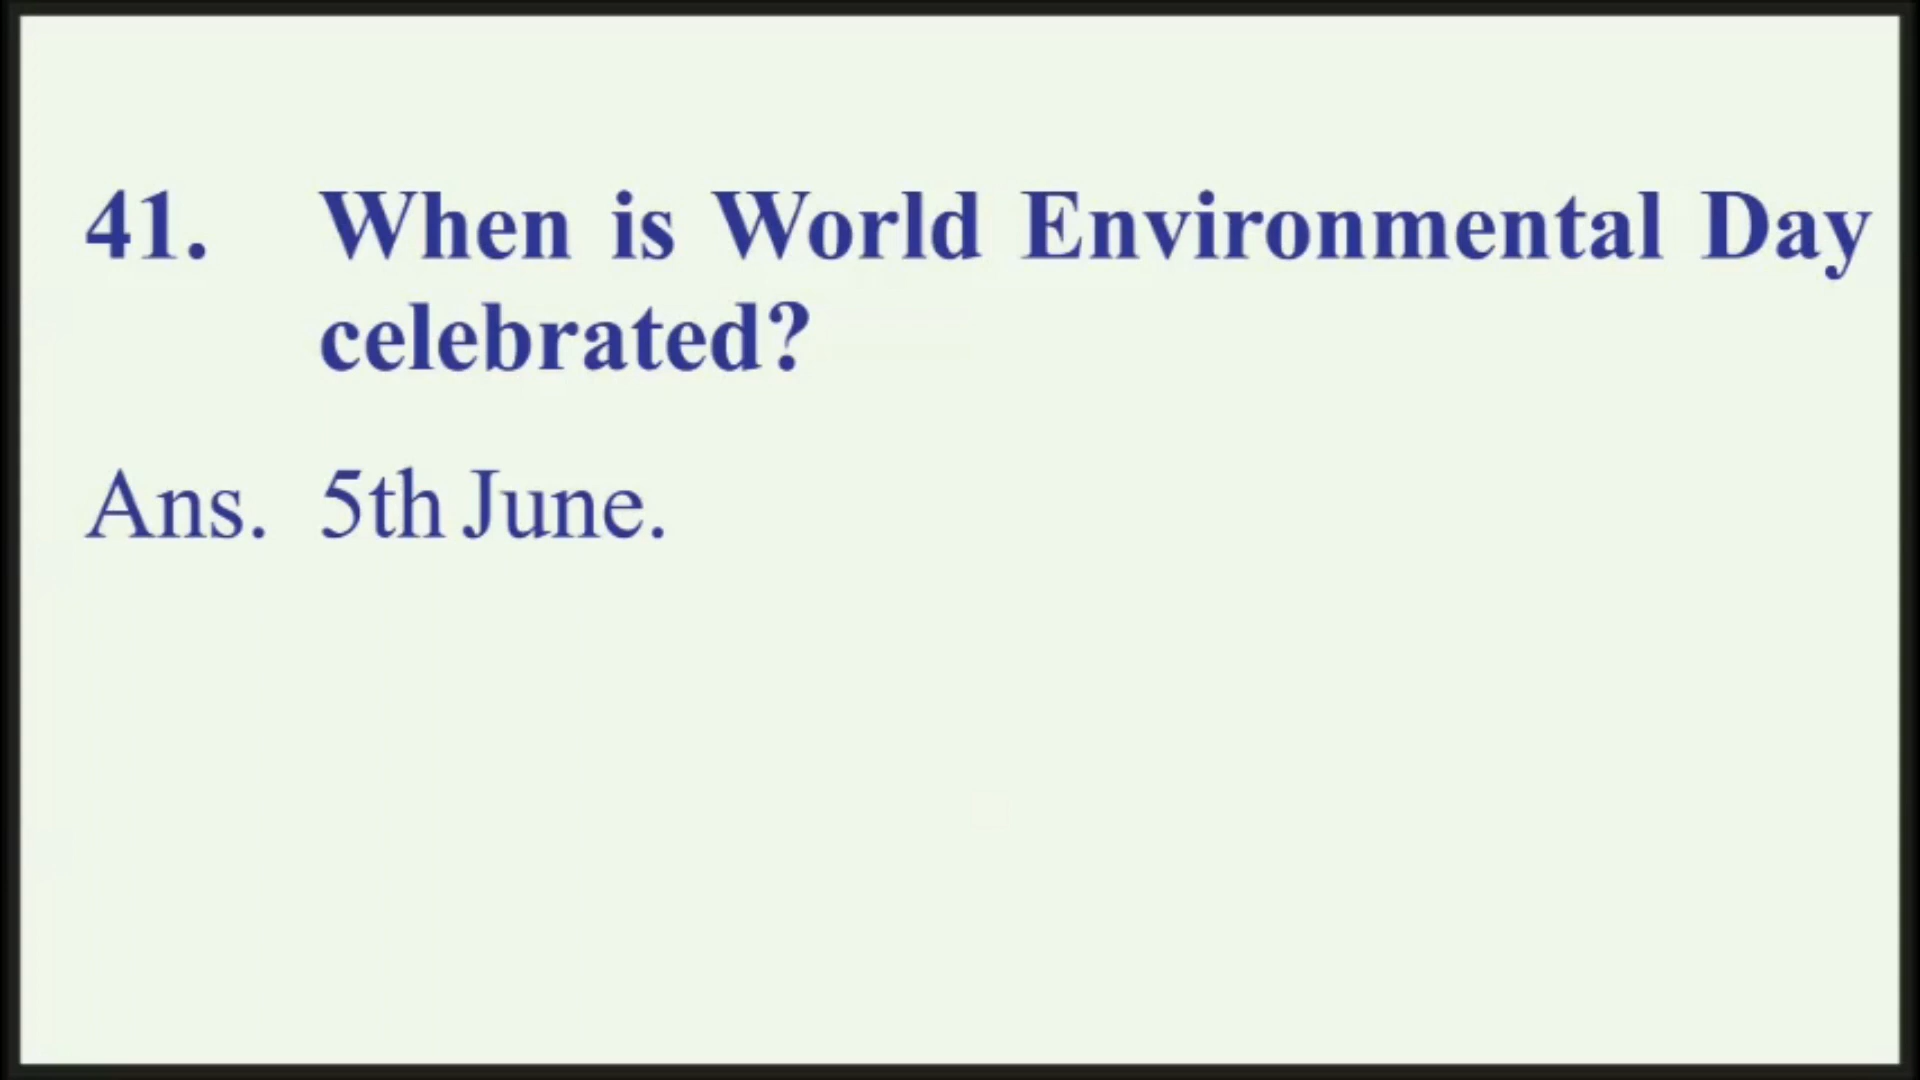 41. When is World Environmental Day
celebrated?
Ans. 5th June.